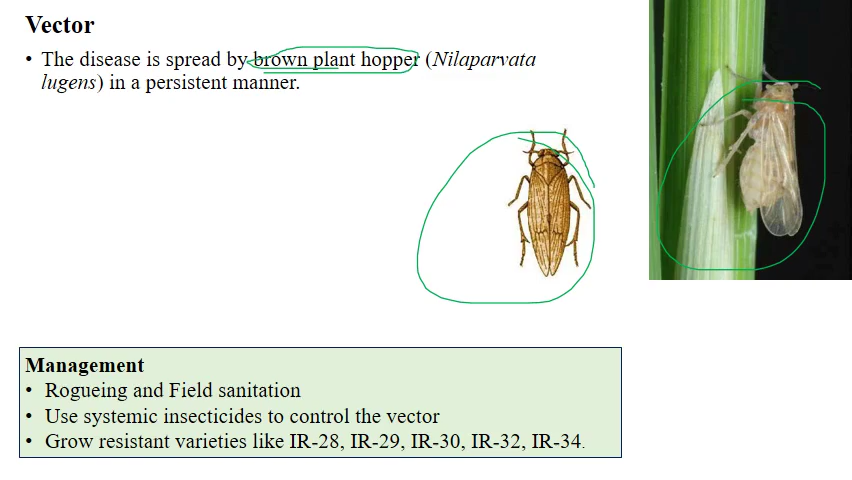 Vector
• The disease is spread by brown plant hopper (Nilaparvata
lugens) in a persistent manner.
Management
• Rogueing and Field sanitation
• Use systemic insecticides to control the vector
• Grow resistant varieties like IR-28, IR-29, IR-30, IR-32, IR-34.